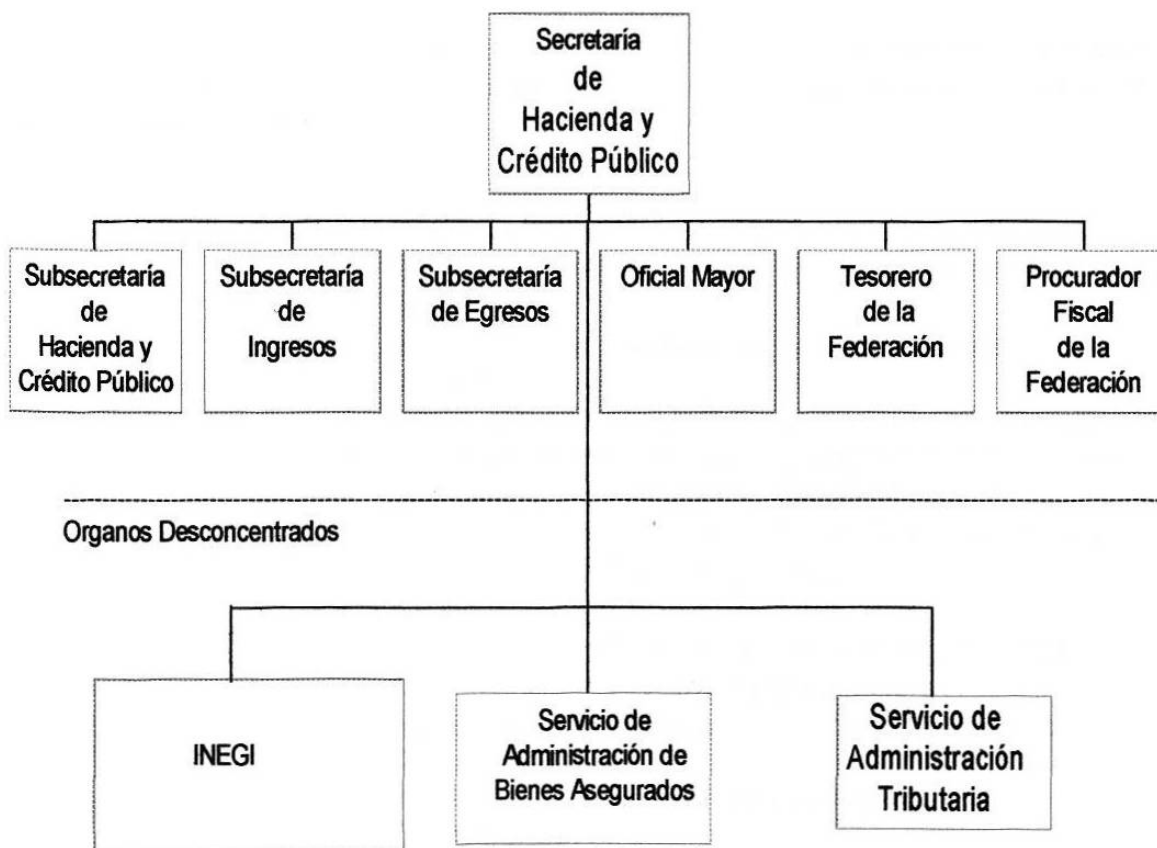 Secretaría
de
Hacienda y
Crédito Público
Subsecretaría
de
Hacienda y
Crédito Público
Subsecretaría
de
Ingresos
Subsecretaría
de Egresos
Oficial Mayor
Tesorero
de la
Federación
Procurador
Fiscal
de la
Federación
Organos Desconcentrados
INEGI
Servicio de
Administración de
Bienes Asegurados
Servicio de
Administración
Tributaria